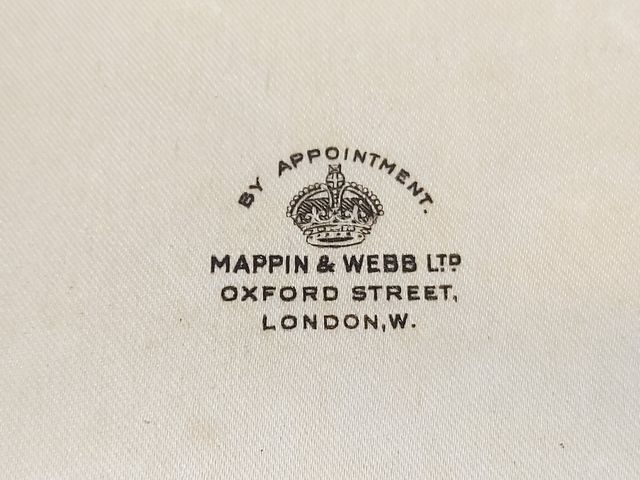 BY APPOINTMENT.
MAPPIN & WEBB LTD
OXFORD STREET,
LONDON,W.